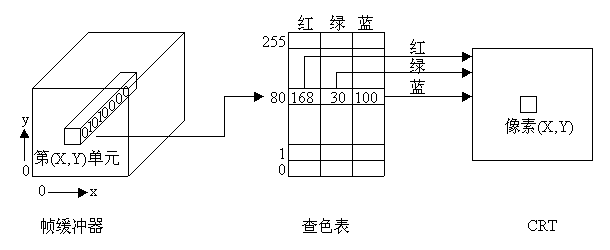 红 绿 蓝
255
红
绿
蓝
80 168 30 100
01010000
y
第(X,Y)单元
0
0 x
1
0
像素(X,Y)
帧缓冲器
查色表
CRT